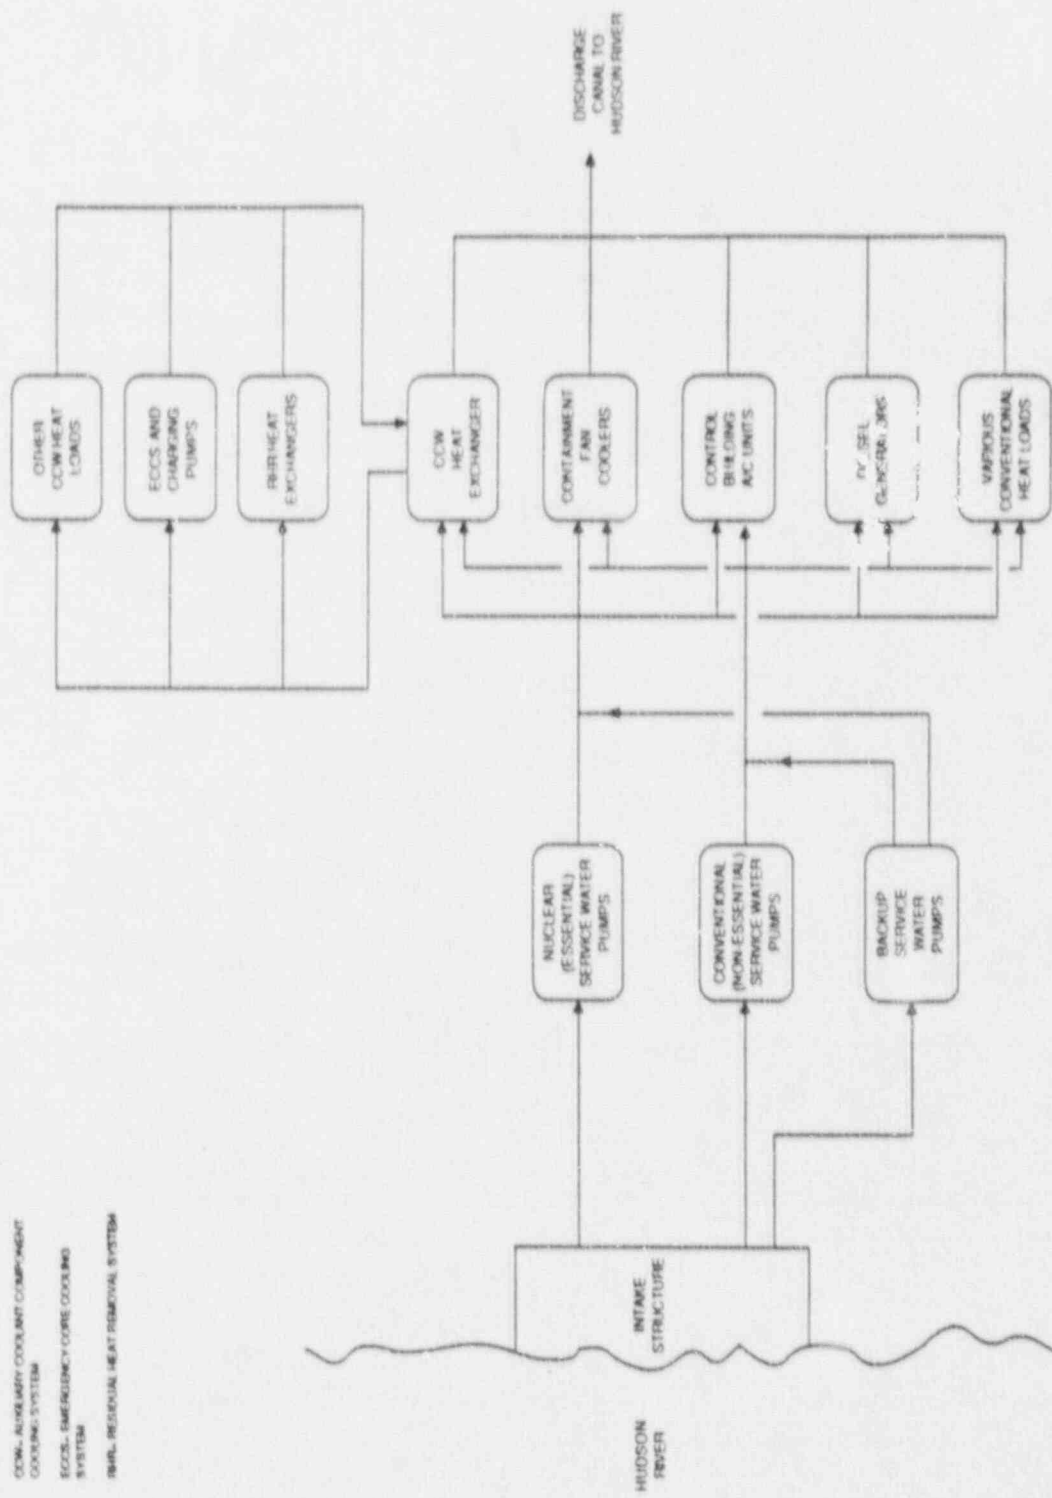 CCW- AUXILIARY COOLANT COMPONENT
COOLING SYSTEM
ECCS- EMERGENCY CORE COOLING
SYSTEM
RHR- RESIDUAL HEAT REMOVAL SYSTEM
OTHER
CCW HEAT
LOADS
ECCS AND
CHARGING
PUMPS
RHR HEAT
EXCHANGERS
CCW
HEAT
EXCHANGER
CONTAINMENT
FAN
COOLERS
CONTROL
BUILDING
A/C UNITS
VARIOUS
CONVENTIONAL
HEAT LOADS
DISCHARGE
CANAL TO
HUDSON RIVER
NUCLEAR
(ESSENTIAL)
SERVICE WATER
PUMPS
CONVENTIONAL
(NON-ESSENTIAL)
SERVICE WATER
PUMPS
BACKUP
SERVICE
WATER
PUMPS
INTAKE
STRUCTURE
HUDSON
RIVER